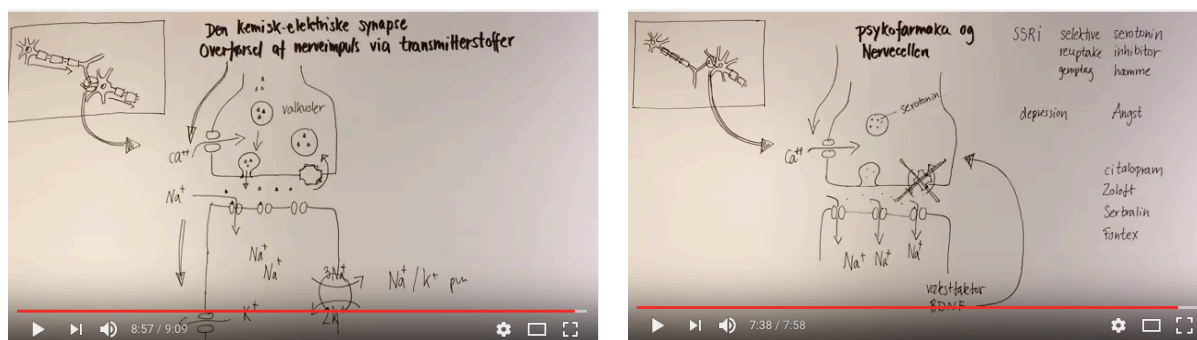 Den kemisk-elektriske synapse
Overførsel af nerveimpuls via transmitterstoffer
valkuoler
Ca++
Na+
Na+
Na+
3Na+
Na+/K+
K+
2K+
8:57 / 9:09
psykofarmaka og
Nervecellen
SSRi selektive serotonin
reuptake inhibitor
genoptag hæmme
serotonin
depression Angst
Ca++
citalopram
Zoloft
Sertralin
Fontex
Na+ Na+ Na+
vækstfaktor
BDNF
7:38 / 7:58